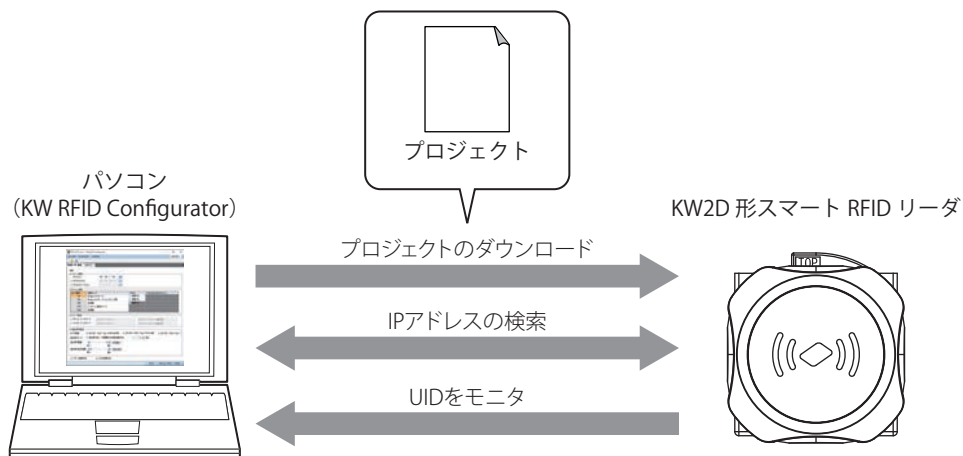 プロジェクト
パソコン
（KW RFID Configurator）
KW2D 形スマート RFID リーダ
プロジェクトのダウンロード
TOP
IPアドレスの検索
UIDをモニタ